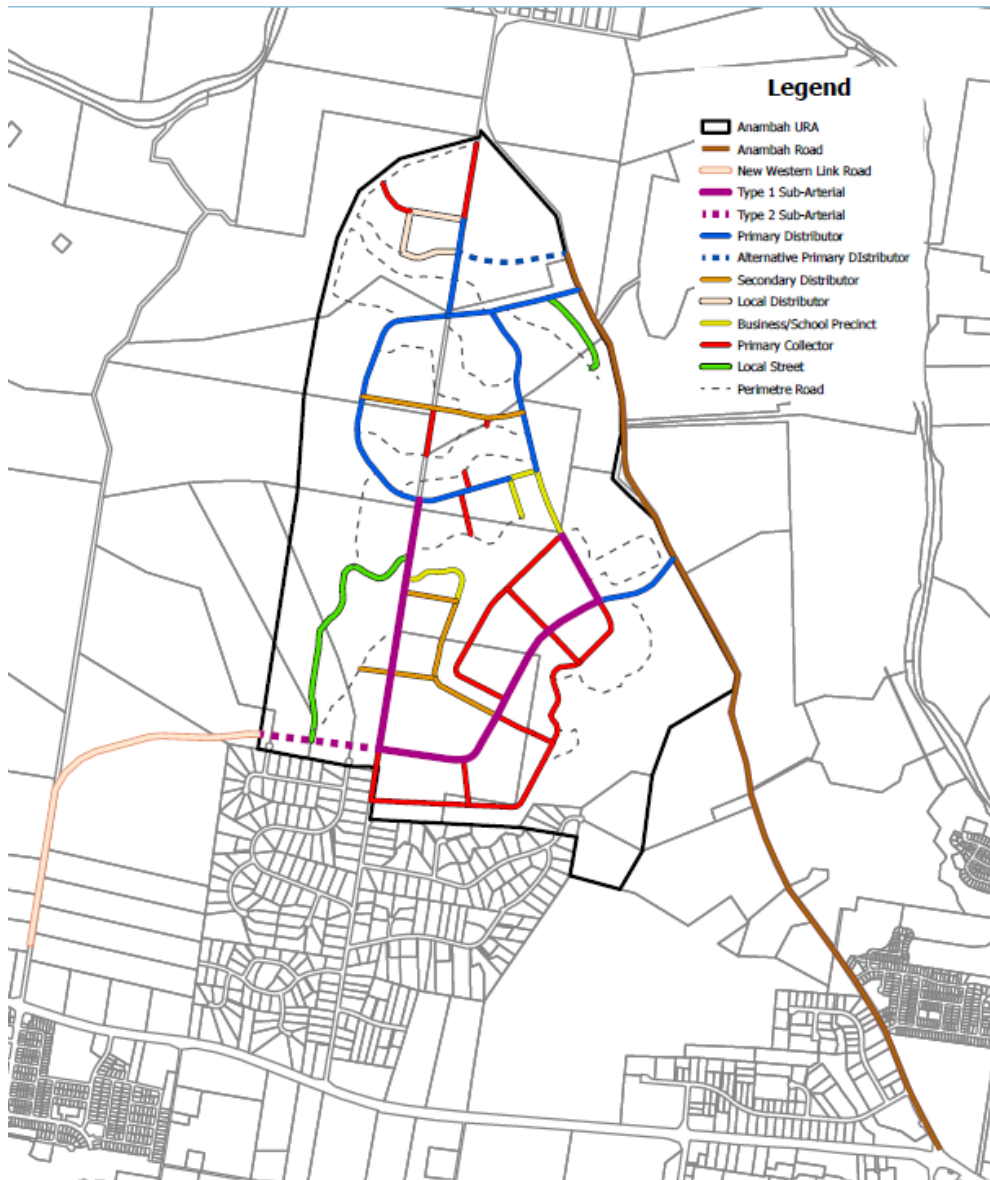 Legend
Anambah URA
Anambah Road
New Western Link Road
Type 1 Sub-Arterial
Type 2 Sub-Arterial
Primary Distributor
Alternative Primary DIstributor
Secondary Distributor
Local Distributor
Business/School Precinct
Primary Collector
Local Street
Perimetre Road